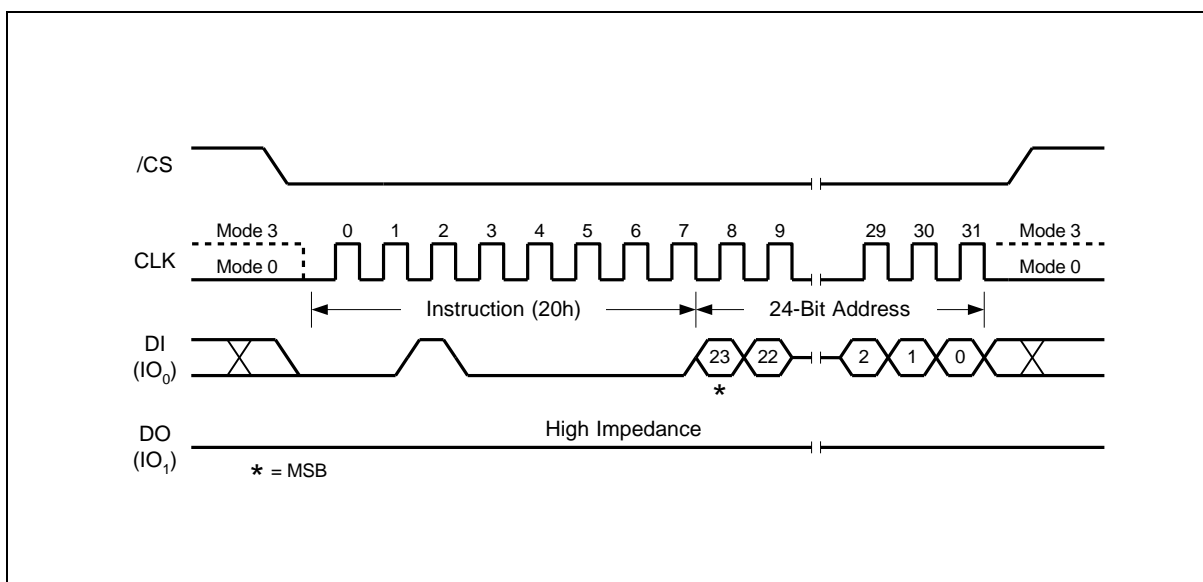 /CS
Mode 3 0 1 2 3 4 5 6 7 8 9 29 30 31 Mode 3
CLK
Mode 0 Mode 0
Instruction (20h) 24-Bit Address
DI
(IO₀)
23 22 2 1 0
*
DO
(IO₁)
High Impedance
* = MSB